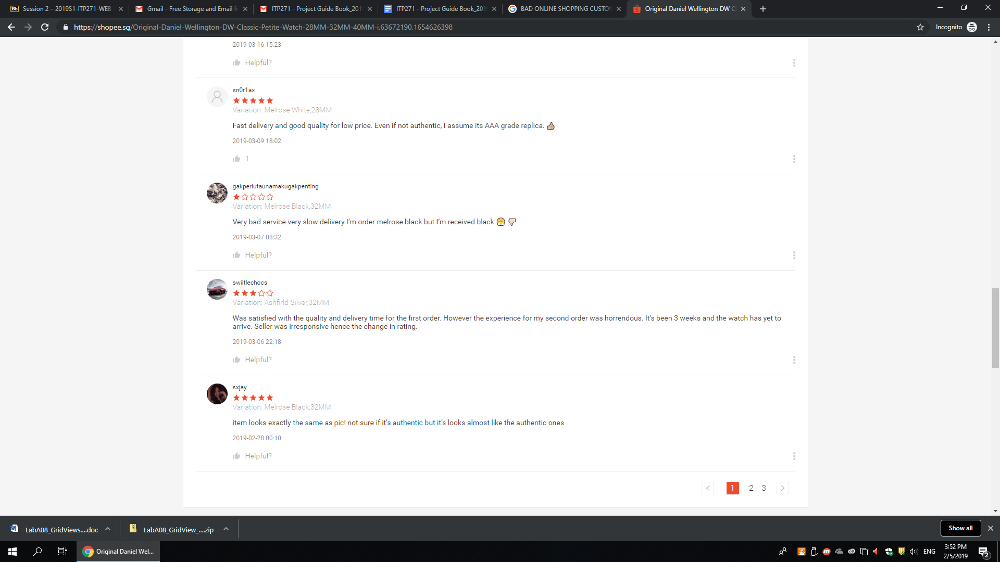 Session 2 – 2019S1-ITP271-WEB
Gmail - Free Storage and Email fr
ITP271 - Project Guide Book_201
ITP271 - Project Guide Book_201
BAD ONLINE SHOPPING CUSTO
Original Daniel Wellington DW C
https://shopee.sg/Original-Daniel-Wellington-DW-Classic-Petite-Watch-28MM-32MM-40MM-i.63672190.1654626398
Incognito
2019-03-16 15:23
Helpful?
sn0r1ax
Variation: Melrose White,28MM
Fast delivery and good quality for low price. Even if not authentic, I assume its AAA grade replica. 👍🏽
2019-03-09 18:02
1
gakperlutaunamakugakpenting
Variation: Melrose Black,32MM
Very bad service very slow delivery I’m order melrose black but I’m received black
2019-03-07 08:32
Helpful?
swiitlechocs
Variation: Ashfirld Silver,32MM
Was satisfied with the quality and delivery time for the first order. However the experience for my second order was horrendous. It’s been 3 weeks and the watch has yet to
arrive. Seller was irresponsive hence the change in rating.
2019-03-06 22:18
Helpful?
sxjay
Variation: Melrose Black,32MM
item looks exactly the same as pic! not sure if it’s authentic but it’s looks almost like the authentic ones
2019-02-28 00:10
Helpful?
< 1 2 3 >
LabA08_GridViews....doc
LabA08_GridView_....zip
Show all
Original Daniel Wel...
ENG
3:52 PM
2/5/2019
2